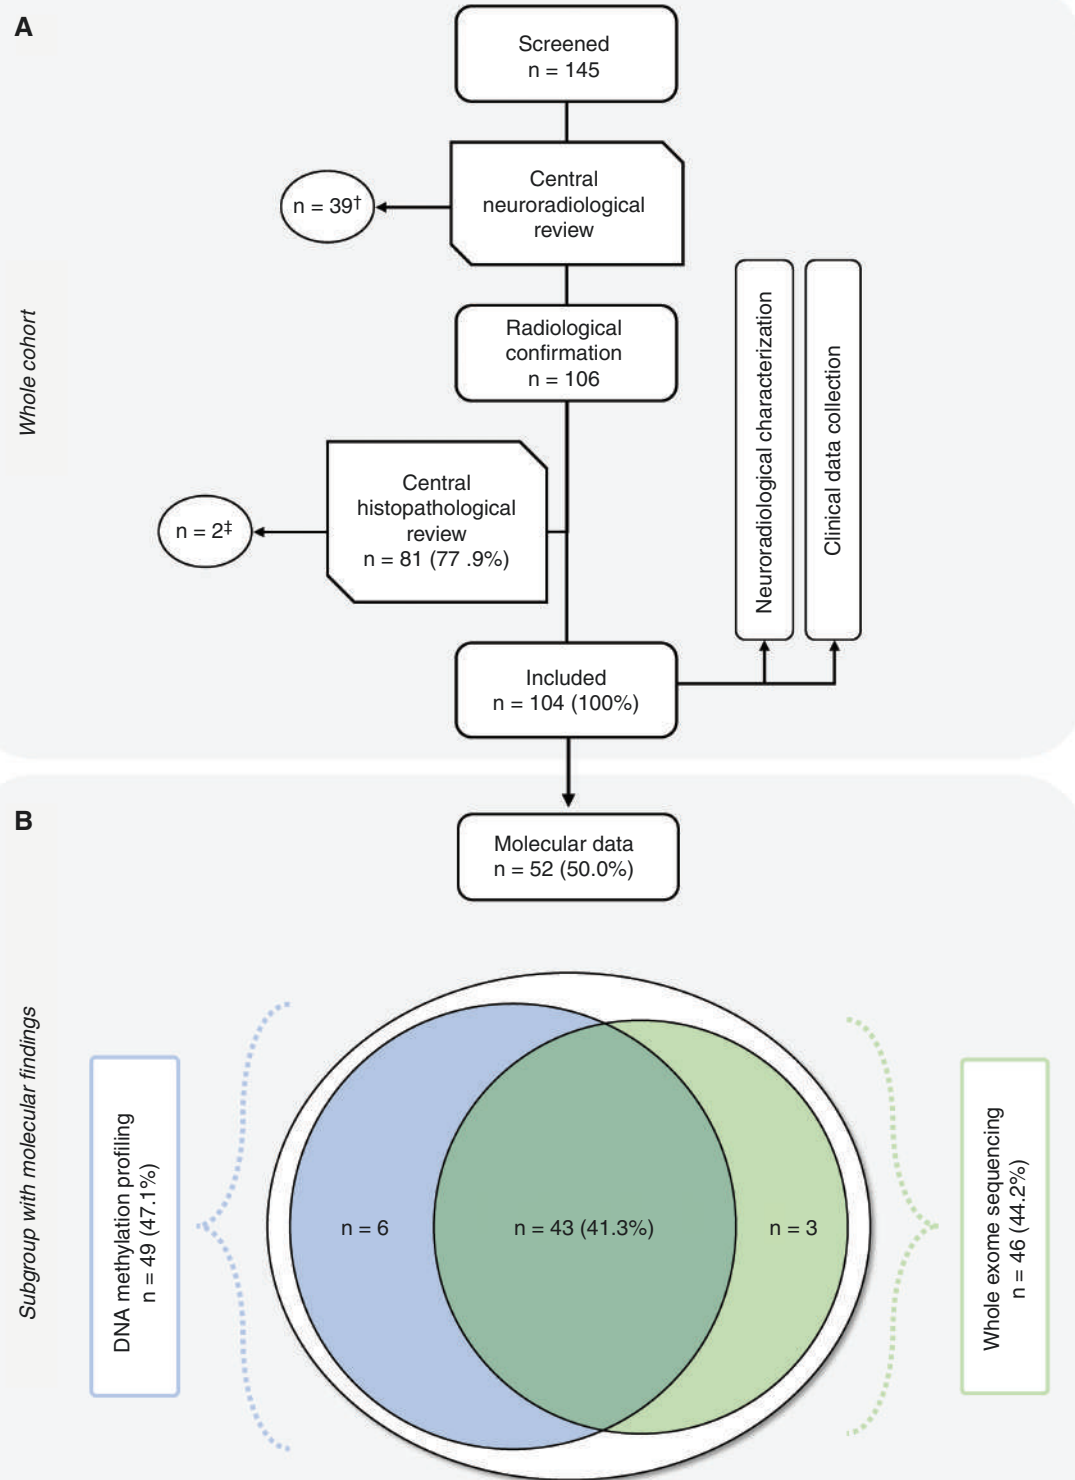 A
Screened
n = 145
Central
neuroradiological
review
n = 39†
Radiological
confirmation
n = 106
Neuroradiological characterization
Clinical data collection
Whole cohort
Central
histopathological
review
n = 81 (77 .9%)
n = 2‡
Included
n = 104 (100%)
B
Molecular data
n = 52 (50.0%)
Subgroup with molecular findings
DNA methylation profiling
n = 49 (47.1%)
n = 6
n = 43 (41.3%)
n = 3
Whole exome sequencing
n = 46 (44.2%)